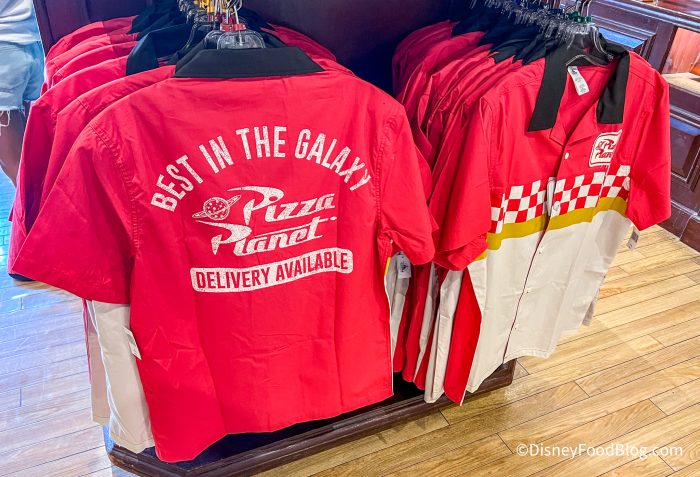 BEST IN THE GALAXY
Pizza
Planet
DELIVERY AVAILABLE
Pizza
Planet
©DisneyFoodBlog.com